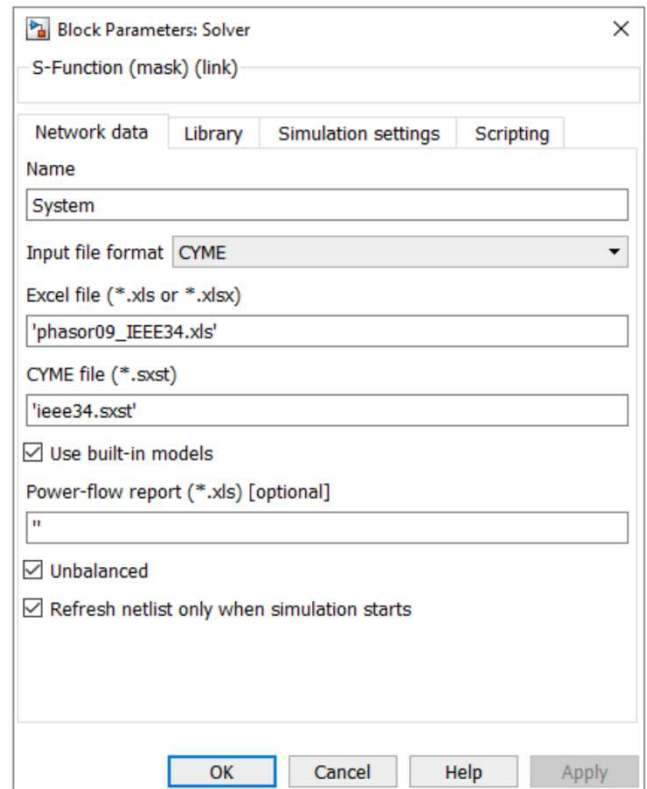 Block Parameters: Solver
S-Function (mask) (link)
Network data Library Simulation settings Scripting
Name
System
Input file format CYME
Excel file (*.xls or *.xlsx)
'phasor09_IEEE34.xls'
CYME file (*.sxst)
'ieee34.sxst'
Use built-in models
Power-flow report (*.xls) [optional]
''
Unbalanced
Refresh netlist only when simulation starts
OK Cancel Help Apply